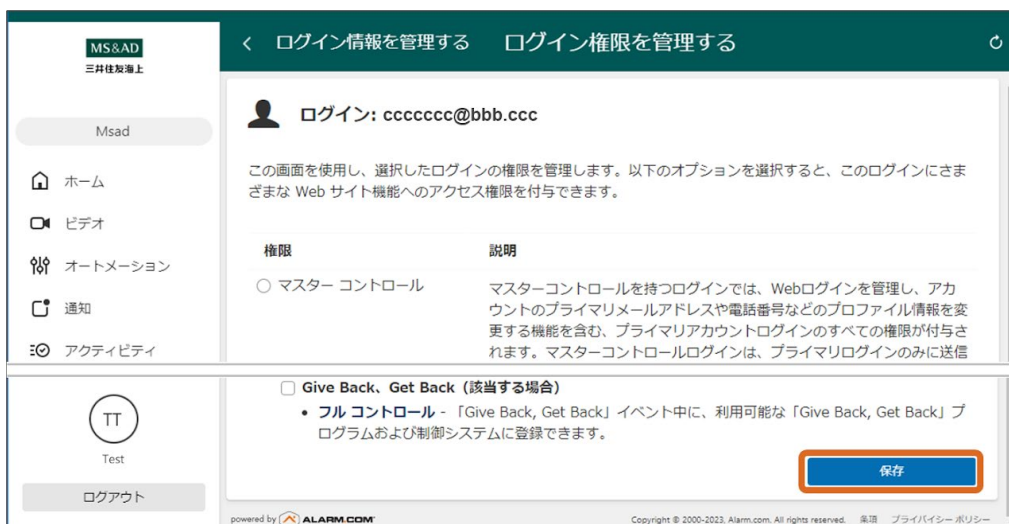 MS&AD
三井住友海上
ログイン情報を管理する ログイン権限を管理する
Msad
ホーム
ビデオ
オートメーション
通知
アクティビティ
ログイン: ccccccc@bbb.ccc
この画面を使用し、選択したログインの権限を管理します。以下のオプションを選択すると、このログインにさま
ざまな Web サイト機能へのアクセス権限を付与できます。
権限 説明
マスター コントロール
マスターコントロールを持つログインでは、Webログインを管理し、アカ
ウントのプライマリメールアドレスや電話番号などのプロファイル情報を変
更する機能を含む、プライマリアカウントログインのすべての権限が付与さ
れます。マスターコントロールログインは、プライマリログインのみに送信
TT
Test
ログアウト
Give Back、Get Back（該当する場合）
• フル コントロール - 「Give Back, Get Back」イベント中に、利用可能な「Give Back, Get Back」プ
ログラムおよび制御システムに登録できます。
保存
powered by ALARM.COM
Copyright © 2000-2023, Alarm.com. All rights reserved. 条項 プライバシーポリシー